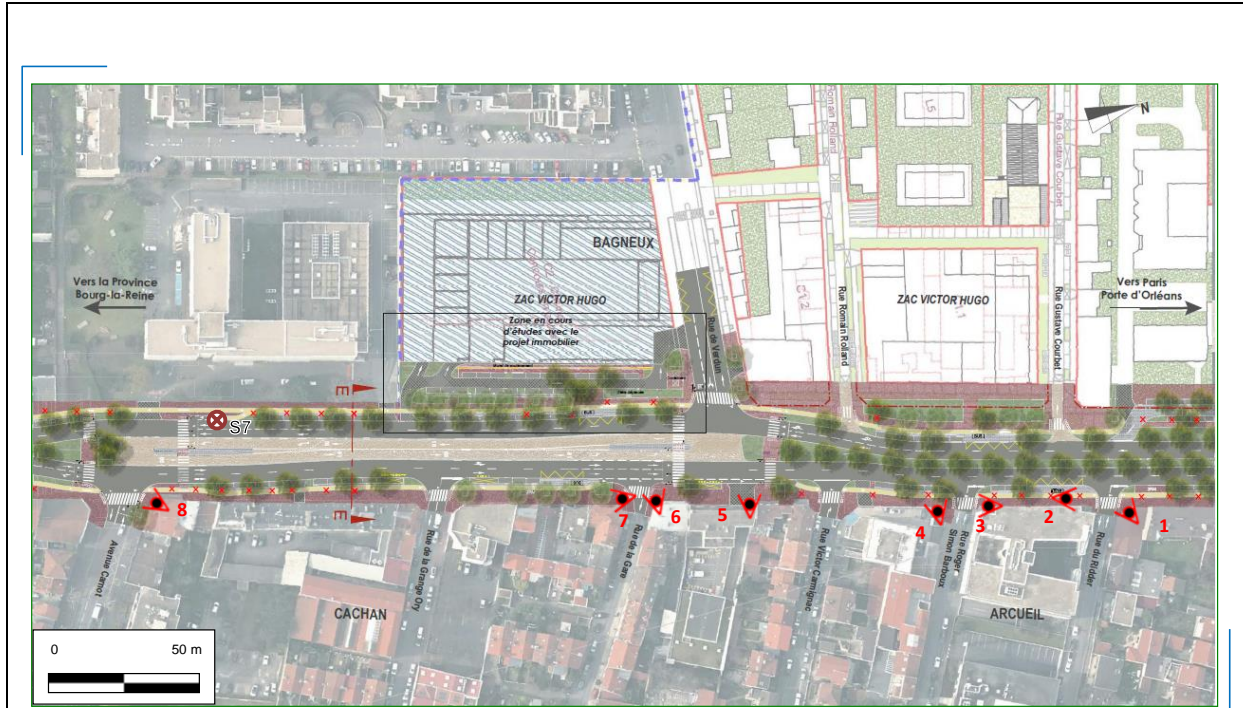 N
L5
Romain Rolland
Rue Gustave Courbet
BAGNEUX
Vers la Province
Bourg-la-Reine
Vers Paris
Porte d'Orléans
ZAC VICTOR HUGO
ZAC VICTOR HUGO
Zone en cours
d'études avec le
projet immobilier
C1.2
Rue de Verdun
Rue Romain Rolland
Rue Gustave Courbet
E
S7
E
8
7
6
5
4
3
2
1
Avenue Carnot
Rue de la Grange Ory
Rue de la Gare
Rue Victor Carmignac
Rue Roger
Simon Barboux
Rue du Ridder
CACHAN
ARCUEIL
0
50 m